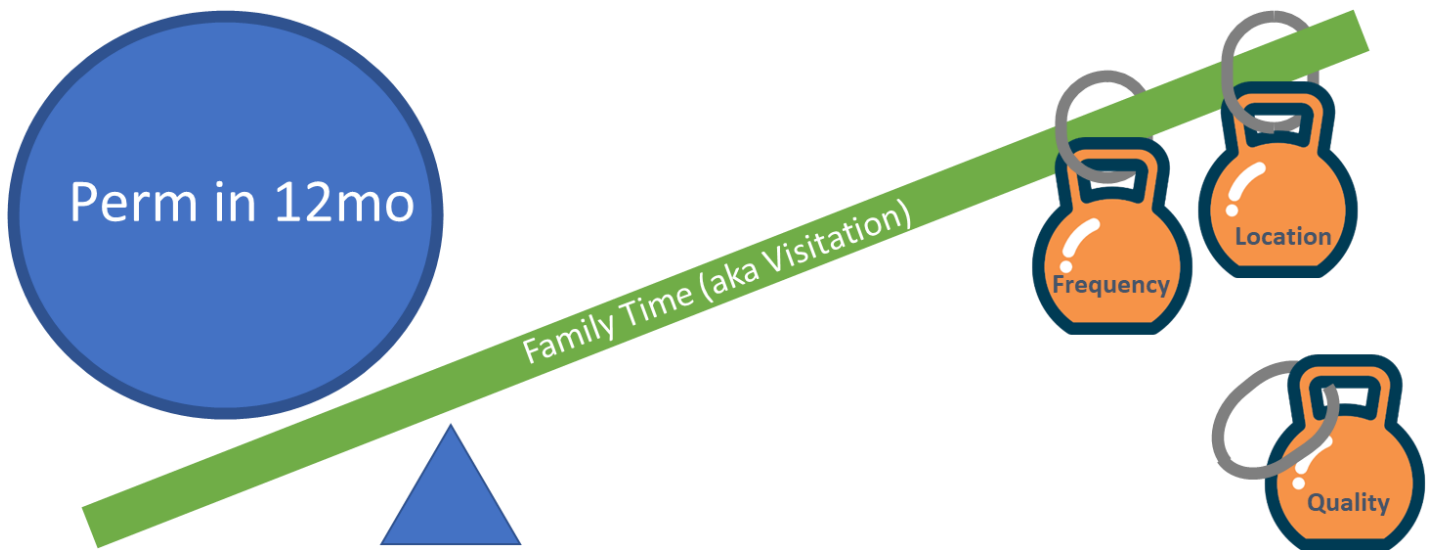 Perm in 12mo
Family Time (aka Visitation)
Frequency
Location
Quality